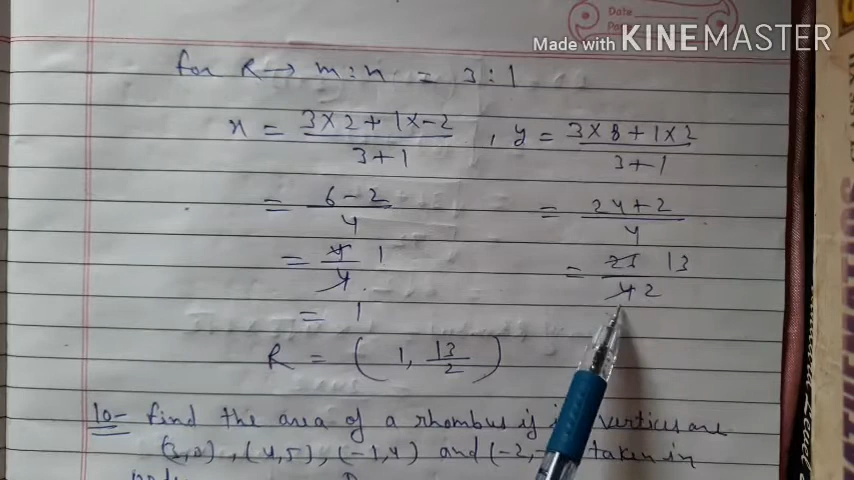 Date
Made with KINEMASTER
for R → m:n = 3:1
x = 3×2+1×-2 / 3+1 , y = 3×8+1×2 / 3+1
= 6-2 / 4 = 24+2 / 4
= 4 / 4 1 = 26 / 4 13 2
= 1
R = (1, 13/2)
10- find the area of a rhombus if vertices are
(3,0), (4,5), (-1,4) and (-2, taken in